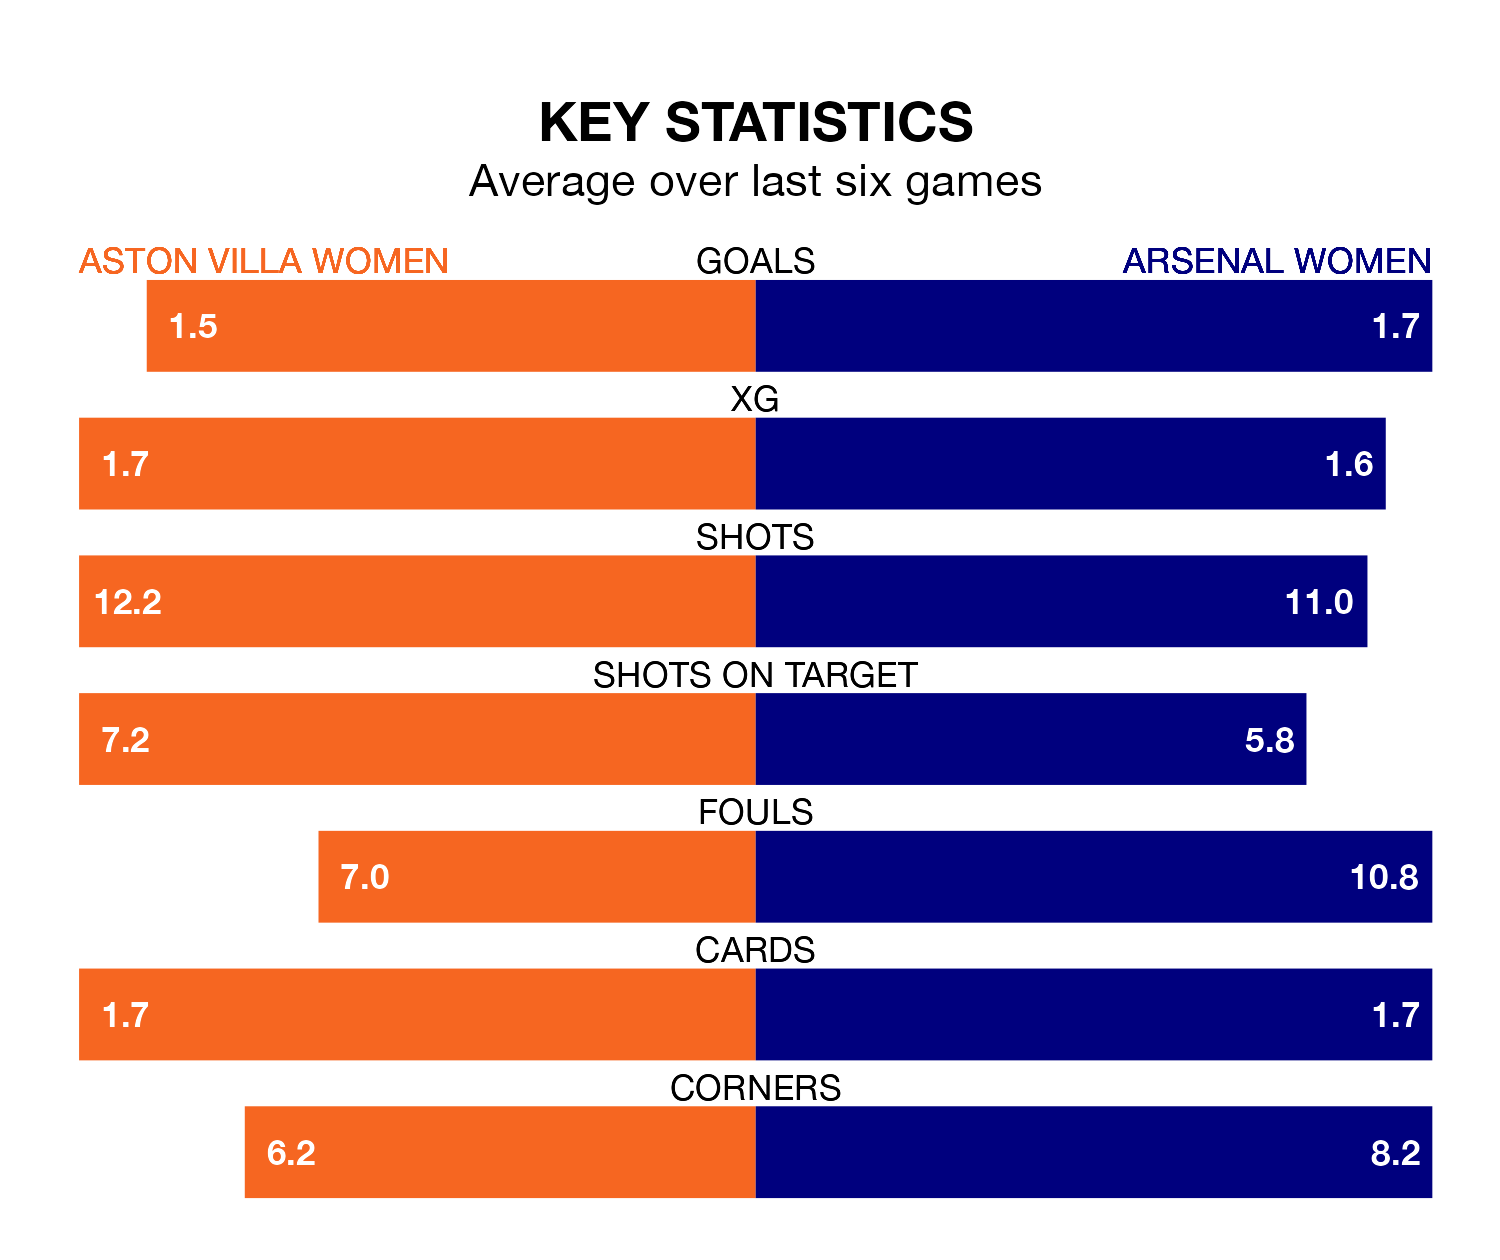 KEY STATISTICS
Average over last six games
ASTON VILLA WOMEN GOALS ARSENAL WOMEN
1.5 1.7
XG
1.7 1.6
SHOTS
12.2 11.0
SHOTS ON TARGET
7.2 5.8
FOULS
7.0 10.8
CARDS
1.7 1.7
CORNERS
6.2 8.2